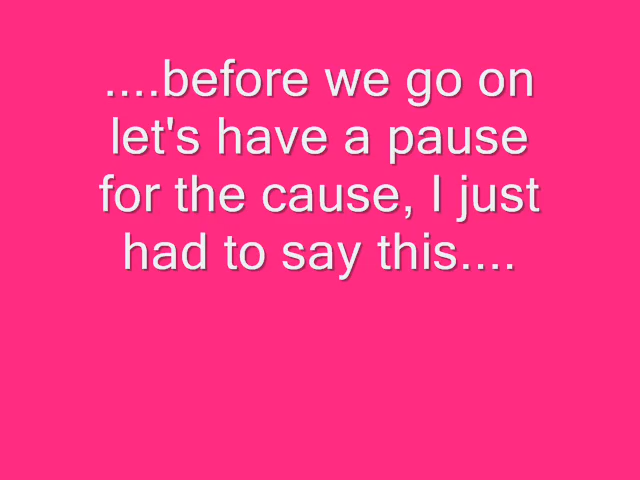 ....before we go on
let's have a pause
for the cause, I just
had to say this....